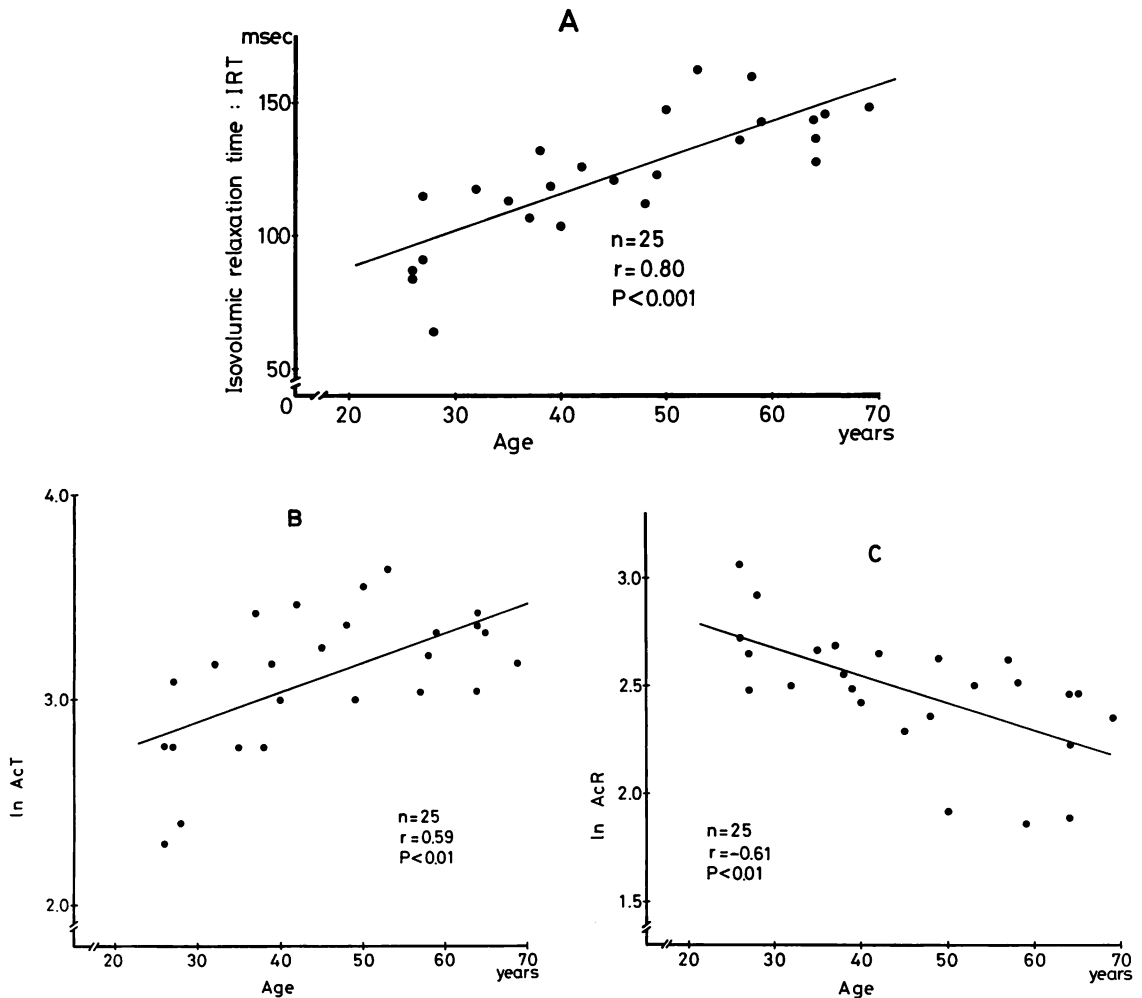 A
msec
Isovolumic relaxation time : IRT
150
100
50
0
n=25
r=0.80
P<0.001
20 30 40 50 60 70
Age
years
B
4.0
3.0
2.0
ln AcT
n=25
r=0.59
P<0.01
20 30 40 50 60 70
years
Age
C
3.0
2.5
2.0
1.5
ln AcR
n=25
r=-0.61
P<0.01
20 30 40 50 60 70
years
Age